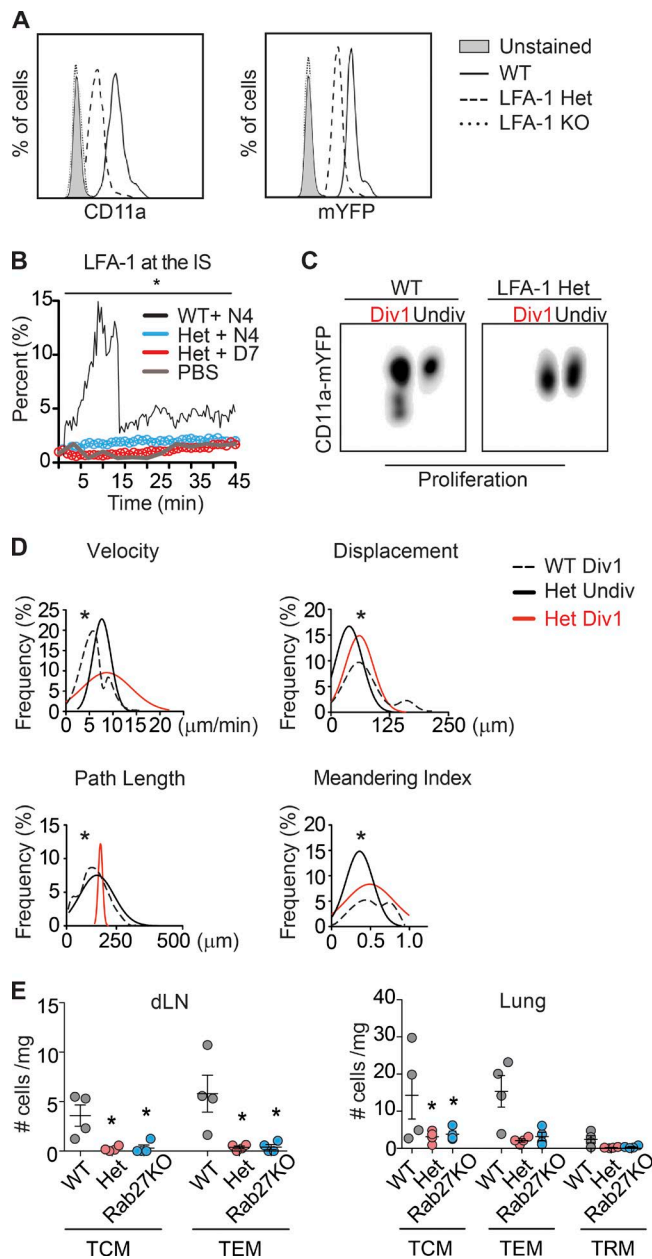 A
% of cells
CD11a
% of cells
mYFP
Unstained
WT
LFA-1 Het
LFA-1 KO
B
LFA-1 at the IS
*
Percent (%)
15
10
5
0
5 15 25 35 45
Time (min)
WT+ N4
Het + N4
Het + D7
PBS
C
WT LFA-1 Het
Div1 Undiv Div1 Undiv
CD11a-mYFP
Proliferation
D
Velocity
Frequency (%)
25
20
15
10
5
0
*
0 5 10 15 20 (μm/min)
Displacement
Frequency (%)
20
15
10
5
0
*
0 125 250 (μm)
WT Div1
Het Undiv
Het Div1
Path Length
Frequency (%)
20
15
10
5
0
*
0 250 500 (μm)
Meandering Index
Frequency (%)
20
15
10
5
0
*
0 0.5 1.0
E
dLN
# cells /mg
15
10
5
0
* * * *
WT Het Rab27KO WT Het Rab27KO
TCM TEM
Lung
# cells /mg
40
30
20
10
0
* *
WT Het Rab27KO WT Het Rab27KO WT Het Rab27KO
TCM TEM TRM